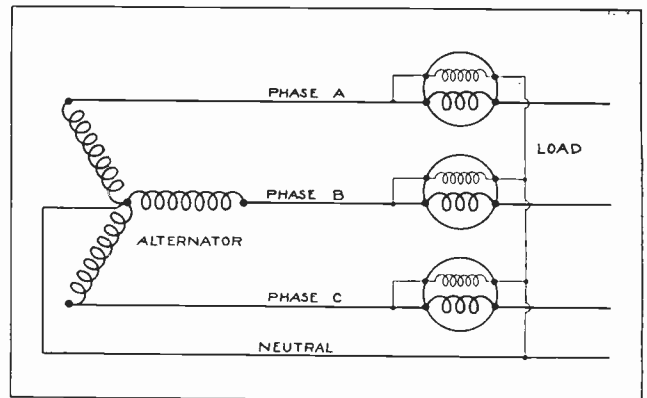 PHASE A
LOAD
PHASE B
ALTERNATOR
PHASE C
NEUTRAL